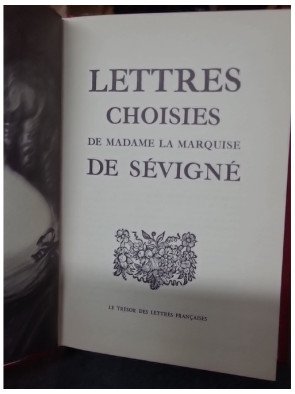 LETTRES
CHOISIES
DE MADAME LA MARQUISE
DE SÉVIGNÉ
LE TRÉSOR DES LETTRES FRANÇAISES